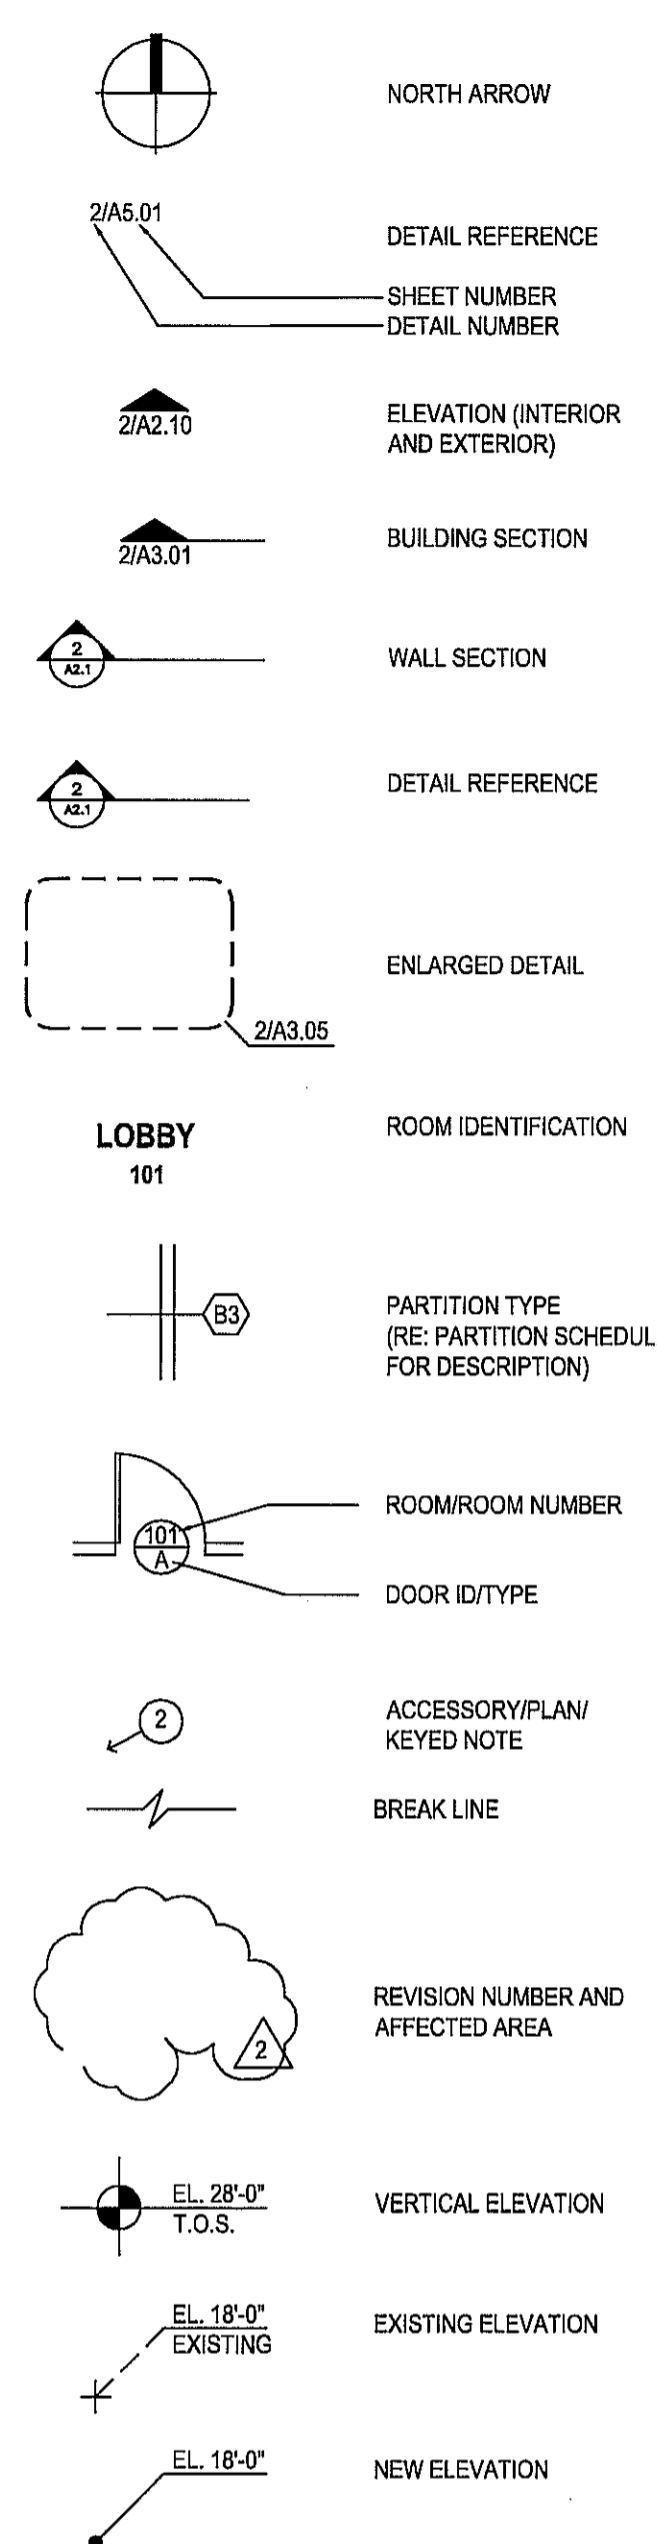 NORTH ARROW
2/A5.01
DETAIL REFERENCE
SHEET NUMBER
DETAIL NUMBER
2/A2.10
ELEVATION (INTERIOR
AND EXTERIOR)
2/A3.01
BUILDING SECTION
2
A2.1
WALL SECTION
2
A2.1
DETAIL REFERENCE
ENLARGED DETAIL
2/A3.05
LOBBY
101
ROOM IDENTIFICATION
B3
PARTITION TYPE
(RE: PARTITION SCHEDUL
FOR DESCRIPTION)
101
A
ROOM/ROOM NUMBER
DOOR ID/TYPE
2
ACCESSORY/PLAN/
KEYED NOTE
BREAK LINE
REVISION NUMBER AND
AFFECTED AREA
2
EL. 28'-0"
T.O.S.
VERTICAL ELEVATION
EL. 18'-0"
EXISTING
EXISTING ELEVATION
EL. 18'-0"
NEW ELEVATION